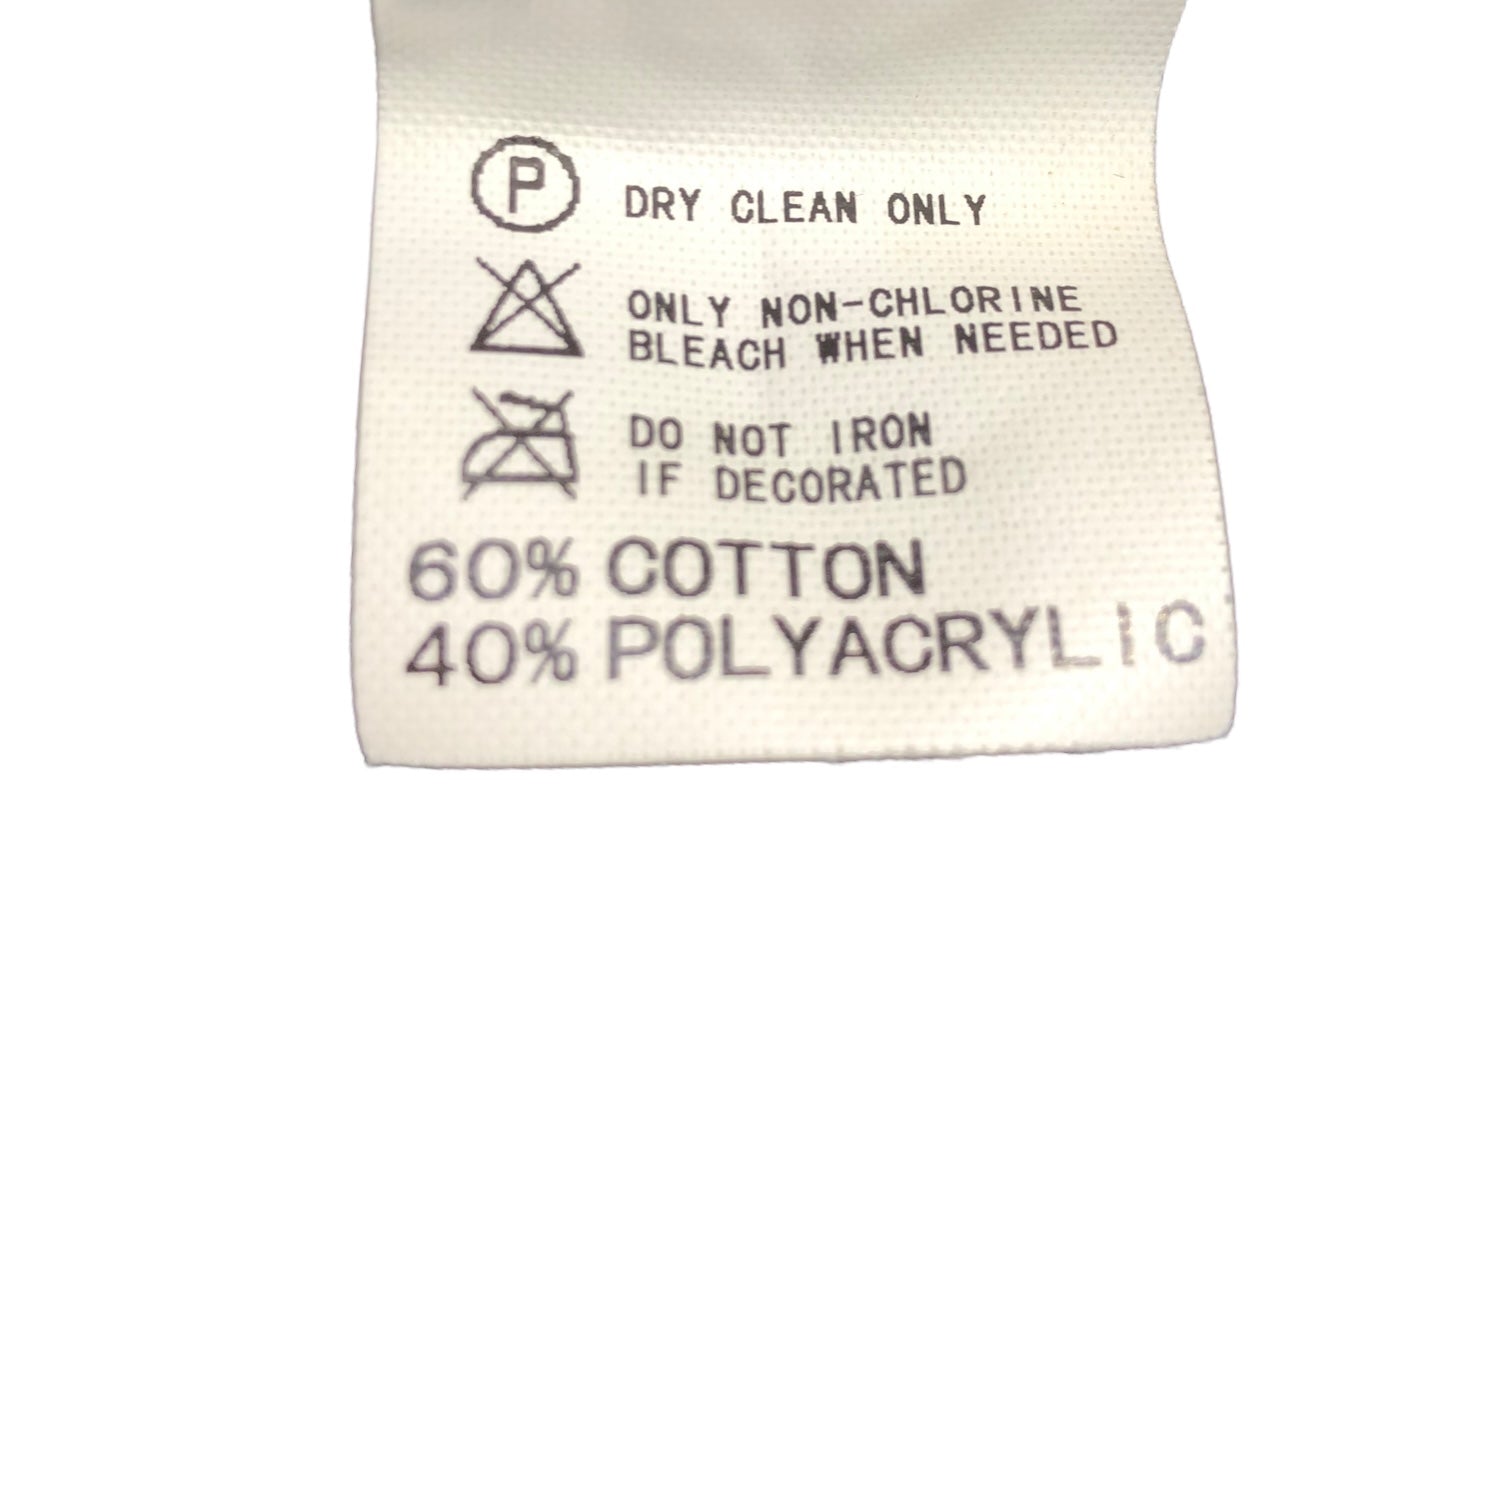 P DRY CLEAN ONLY
ONLY NON-CHLORINE
BLEACH WHEN NEEDED
DO NOT IRON
IF DECORATED
60% COTTON
40% POLYACRYLIC